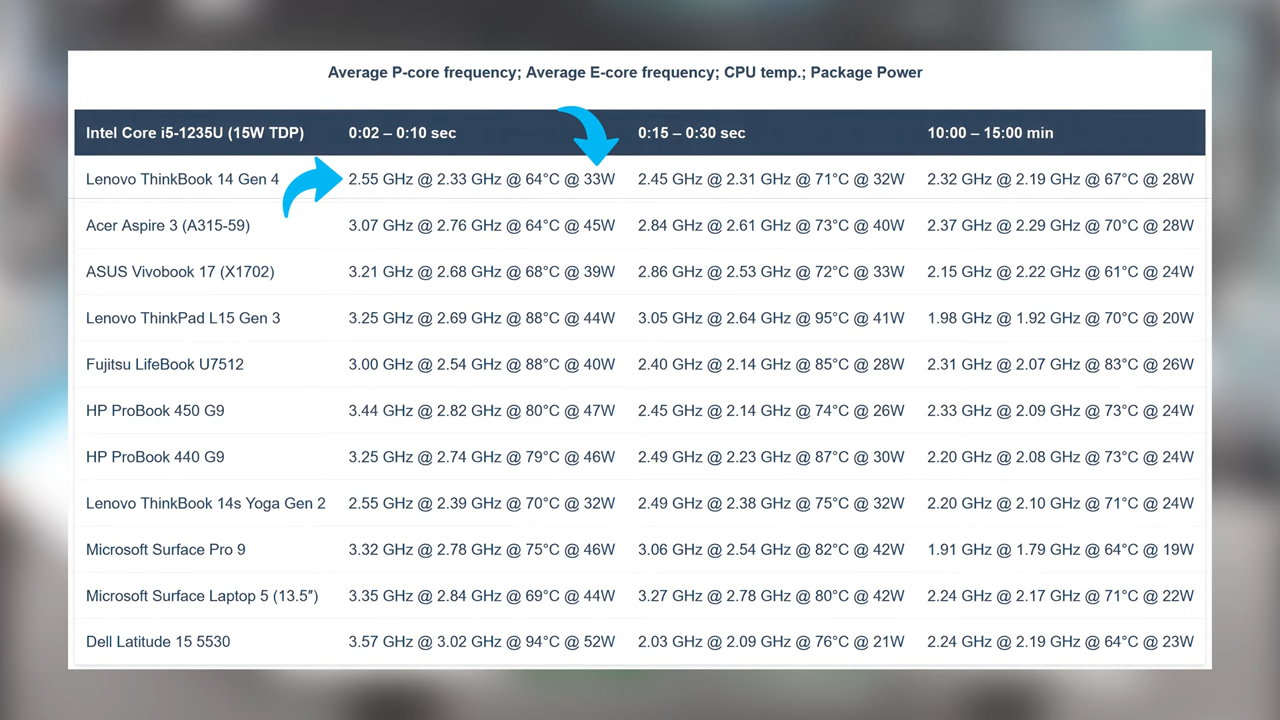 Average P-core frequency; Average E-core frequency; CPU temp.; Package Power
Intel Core i5-1235U (15W TDP) 0:02 – 0:10 sec 0:15 – 0:30 sec 10:00 – 15:00 min
Lenovo ThinkBook 14 Gen 4 2.55 GHz @ 2.33 GHz @ 64°C @ 33W 2.45 GHz @ 2.31 GHz @ 71°C @ 32W 2.32 GHz @ 2.19 GHz @ 67°C @ 28W
Acer Aspire 3 (A315-59) 3.07 GHz @ 2.76 GHz @ 64°C @ 45W 2.84 GHz @ 2.61 GHz @ 73°C @ 40W 2.37 GHz @ 2.29 GHz @ 70°C @ 28W
ASUS Vivobook 17 (X1702) 3.21 GHz @ 2.68 GHz @ 68°C @ 39W 2.86 GHz @ 2.53 GHz @ 72°C @ 33W 2.15 GHz @ 2.22 GHz @ 61°C @ 24W
Lenovo ThinkPad L15 Gen 3 3.25 GHz @ 2.69 GHz @ 88°C @ 44W 3.05 GHz @ 2.64 GHz @ 95°C @ 41W 1.98 GHz @ 1.92 GHz @ 70°C @ 20W
Fujitsu LifeBook U7512 3.00 GHz @ 2.54 GHz @ 88°C @ 40W 2.40 GHz @ 2.14 GHz @ 85°C @ 28W 2.31 GHz @ 2.07 GHz @ 83°C @ 26W
HP ProBook 450 G9 3.44 GHz @ 2.82 GHz @ 80°C @ 47W 2.45 GHz @ 2.14 GHz @ 74°C @ 26W 2.33 GHz @ 2.09 GHz @ 73°C @ 24W
HP ProBook 440 G9 3.25 GHz @ 2.74 GHz @ 79°C @ 46W 2.49 GHz @ 2.23 GHz @ 87°C @ 30W 2.20 GHz @ 2.08 GHz @ 73°C @ 24W
Lenovo ThinkBook 14s Yoga Gen 2 2.55 GHz @ 2.39 GHz @ 70°C @ 32W 2.49 GHz @ 2.38 GHz @ 75°C @ 32W 2.20 GHz @ 2.10 GHz @ 71°C @ 24W
Microsoft Surface Pro 9 3.32 GHz @ 2.78 GHz @ 75°C @ 46W 3.06 GHz @ 2.54 GHz @ 82°C @ 42W 1.91 GHz @ 1.79 GHz @ 64°C @ 19W
Microsoft Surface Laptop 5 (13.5″) 3.35 GHz @ 2.84 GHz @ 69°C @ 44W 3.27 GHz @ 2.78 GHz @ 80°C @ 42W 2.24 GHz @ 2.17 GHz @ 71°C @ 22W
Dell Latitude 15 5530 3.57 GHz @ 3.02 GHz @ 94°C @ 52W 2.03 GHz @ 2.09 GHz @ 76°C @ 21W 2.24 GHz @ 2.19 GHz @ 64°C @ 23W